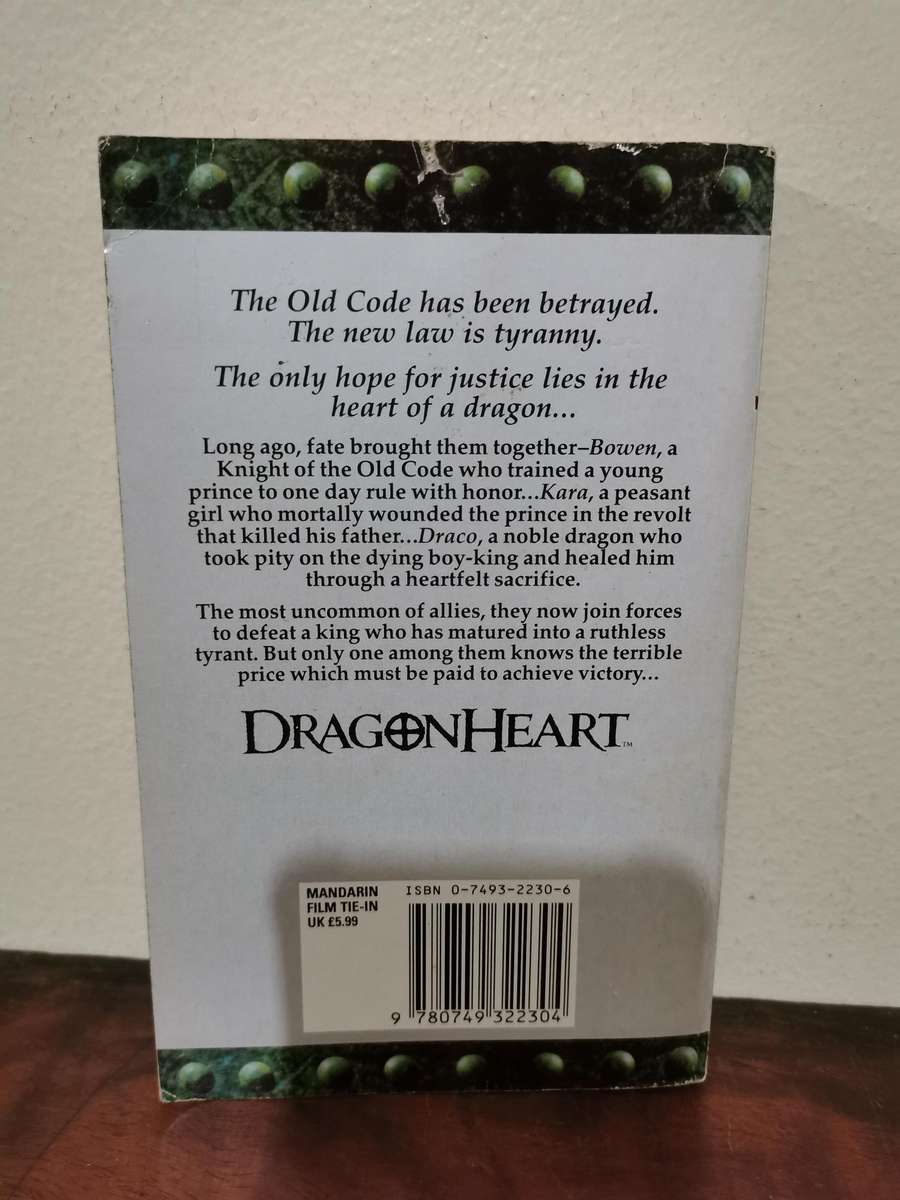 The Old Code has been betrayed.
The new law is tyranny.
The only hope for justice lies in the
heart of a dragon...
Long ago, fate brought them together–Bowen, a
Knight of the Old Code who trained a young
prince to one day rule with honor...Kara, a peasant
girl who mortally wounded the prince in the revolt
that killed his father...Draco, a noble dragon who
took pity on the dying boy-king and healed him
through a heartfelt sacrifice.
The most uncommon of allies, they now join forces
to defeat a king who has matured into a ruthless
tyrant. But only one among them knows the terrible
price which must be paid to achieve victory...
DRAGONHEART™
MANDARIN
FILM TIE-IN
UK £5.99
ISBN 0-7493-2230-6
9 780749 322304